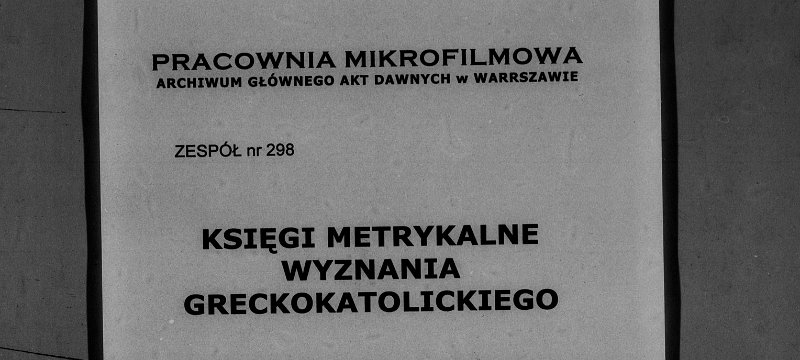 PRACOWNIA MIKROFILMOWA
ARCHIWUM GŁÓWNEGO AKT DAWNYCH w WARRSZAWIE
ZESPÓŁ nr 298
KSIĘGI METRYKALNE
WYZNANIA
GRECKOKATOLICKIEGO